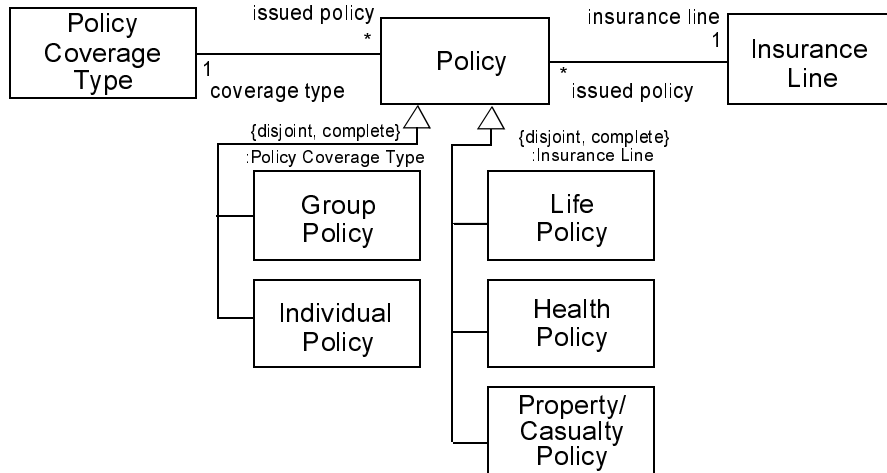 Policy
Coverage
Type
issued policy
*
1
coverage type
Policy
insurance line
1
*
issued policy
Insurance
Line
{disjoint, complete}
:Policy Coverage Type
{disjoint, complete}
:Insurance Line
Group
Policy
Individual
Policy
Life
Policy
Health
Policy
Property/
Casualty
Policy